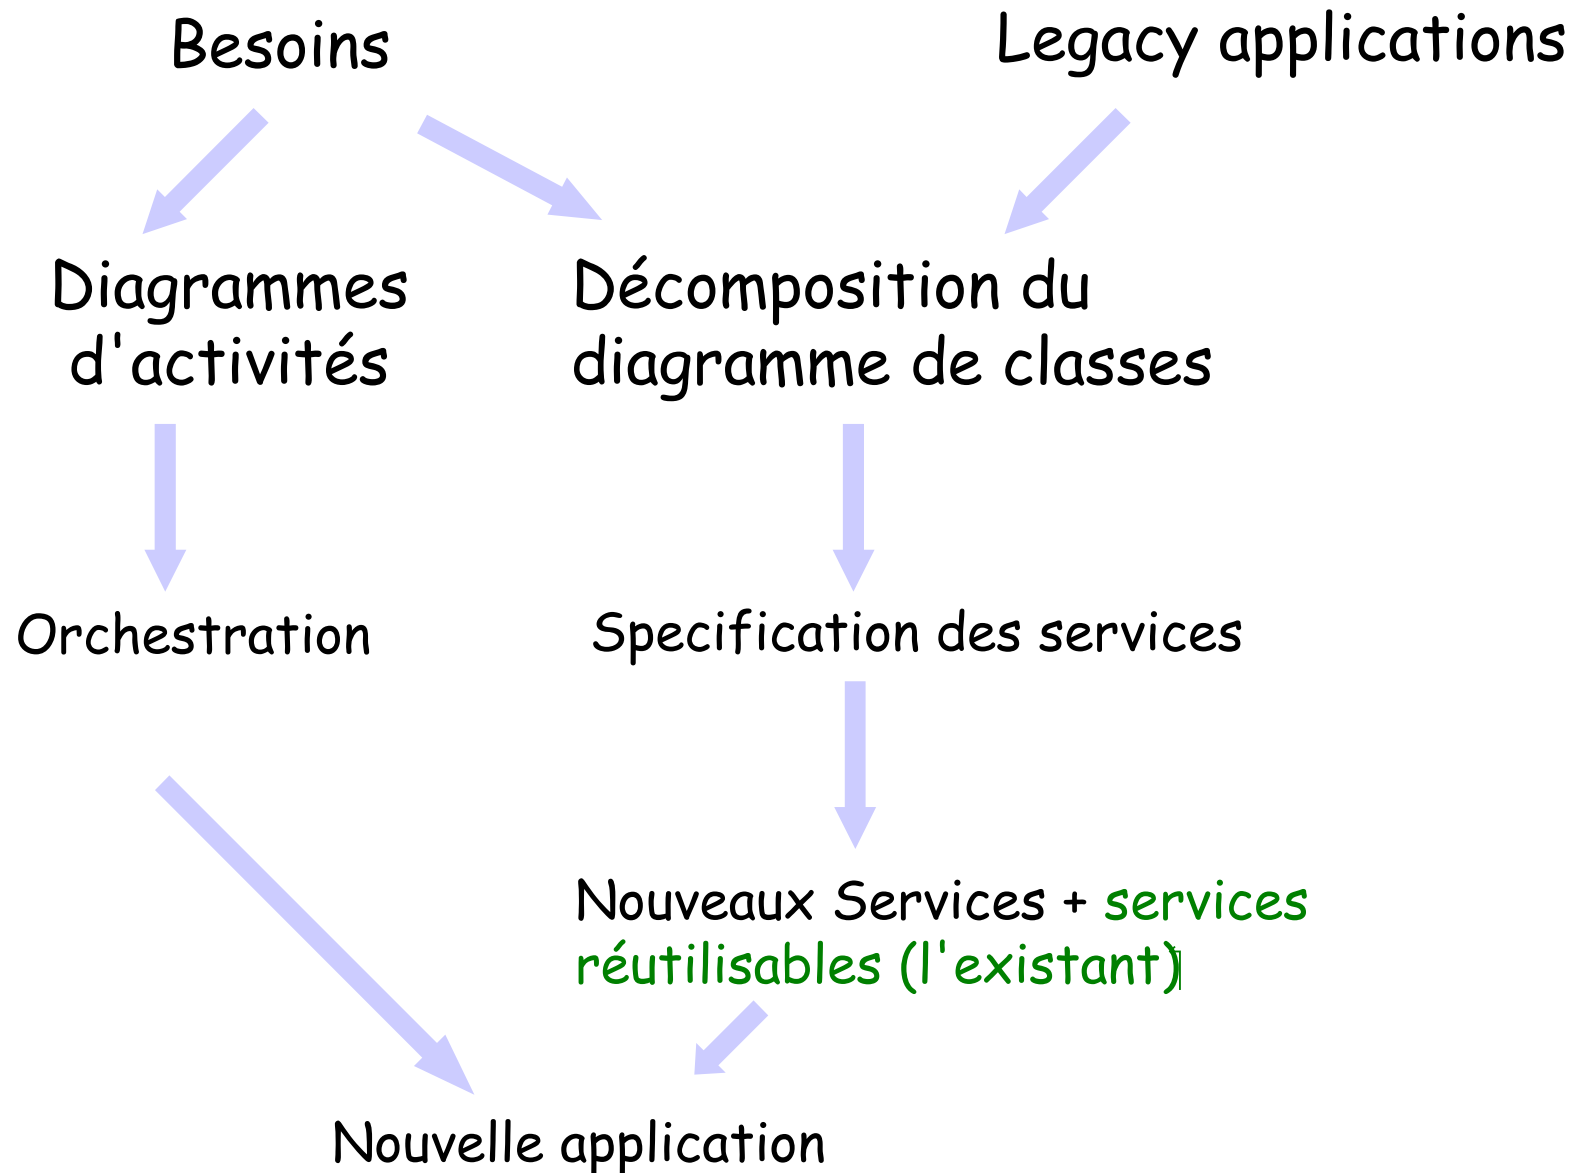 Besoins
Legacy applications
Diagrammes
d'activités
Décomposition du
diagramme de classes
Orchestration
Specification des services
Nouveaux Services + services
réutilisables (l'existant)
Nouvelle application